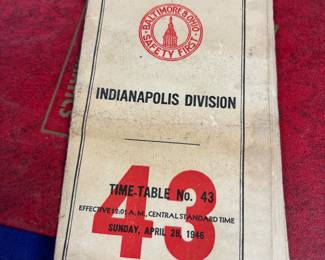 BALTIMORE & OHIO
SAFETY FIRST
INDIANAPOLIS DIVISION
43
TIME-TABLE No. 43
EFFECTIVE 12:01 A. M., CENTRAL STANDARD TIME
SUNDAY, APRIL 28, 1946